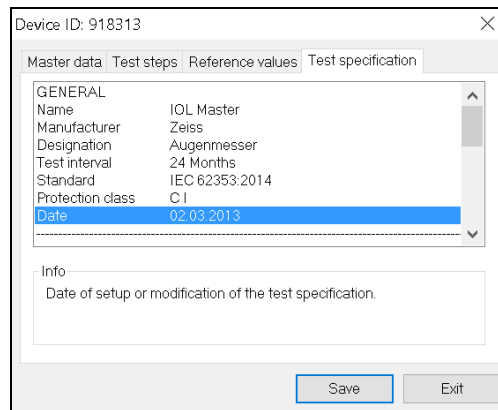 Device ID: 918313
Master data Test steps Reference values Test specification
GENERAL
Name IOL Master
Manufacturer Zeiss
Designation Augenmesser
Test interval 24 Months
Standard IEC 62353:2014
Protection class C I
Date 02.03.2013
Info
Date of setup or modification of the test specification.
Save Exit